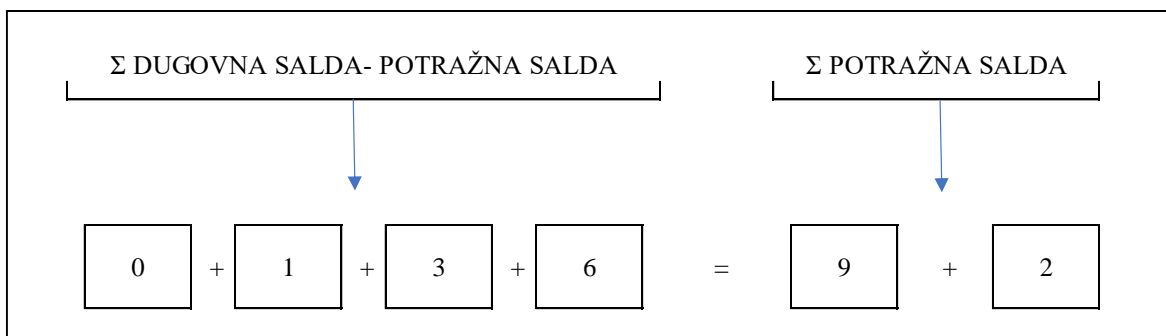 Σ DUGOVNA SALDA- POTRAŽNA SALDA Σ POTRAŽNA SALDA
0 + 1 + 3 + 6 = 9 + 2